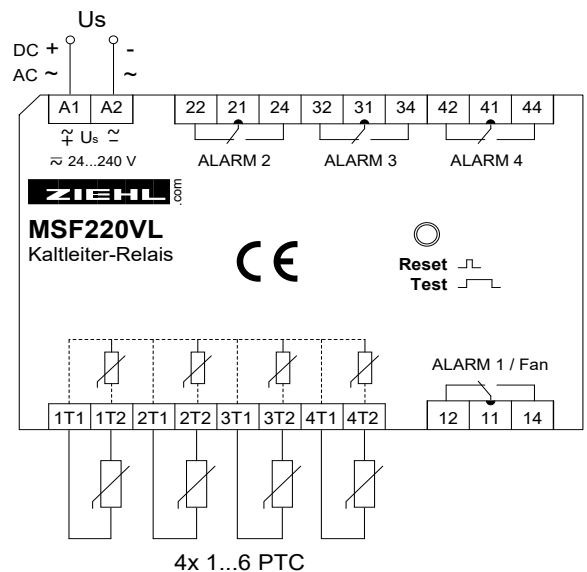 Us
DC + -
AC ~ ~
A1 A2 22 21 24 32 31 34 42 41 44
≂ + Us ~ −
≂ 24...240 V
ALARM 2 ALARM 3 ALARM 4
ZIEHL.com
MSF220VL
Kaltleiter-Relais
CE
Reset
Test
ALARM 1 / Fan
1T1 1T2 2T1 2T2 3T1 3T2 4T1 4T2 12 11 14
4x 1...6 PTC